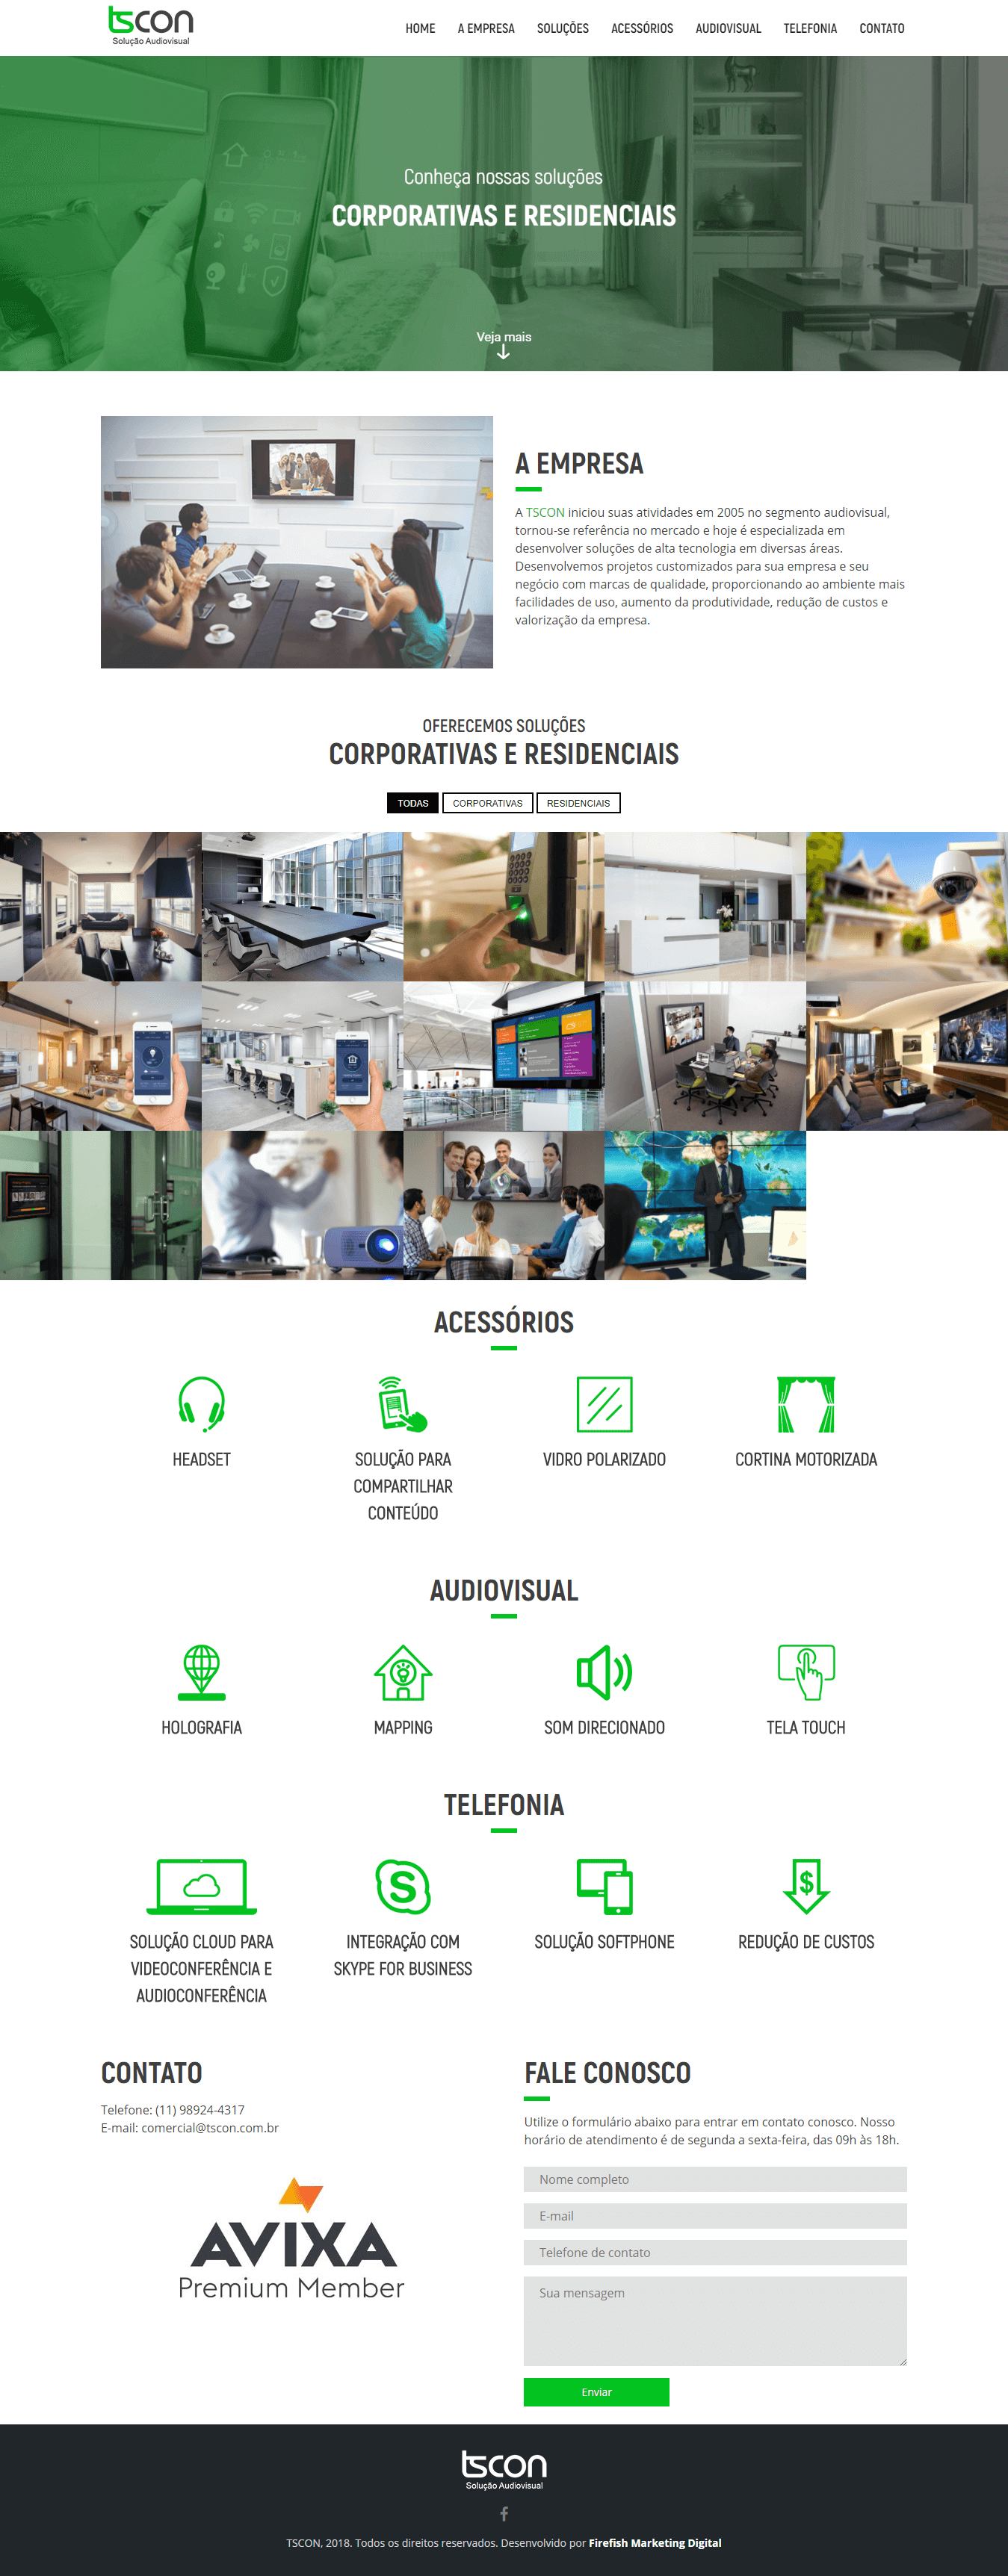 tscon
Solução Audiovisual
HOME
A EMPRESA
SOLUÇÕES
ACESSÓRIOS
AUDIOVISUAL
TELEFONIA
CONTATO
Conheça nossas soluções
CORPORATIVAS E RESIDENCIAIS
Veja mais
A EMPRESA
A TSCON iniciou suas atividades em 2005 no segmento audiovisual,
tornou-se referência no mercado e hoje é especializada em
desenvolver soluções de alta tecnologia em diversas áreas.
Desenvolvemos projetos customizados para sua empresa e seu
negócio com marcas de qualidade, proporcionando ao ambiente mais
facilidades de uso, aumento da produtividade, redução de custos e
valorização da empresa.
OFERECEMOS SOLUÇÕES
CORPORATIVAS E RESIDENCIAIS
TODAS
CORPORATIVAS
RESIDENCIAIS
ACESSÓRIOS
HEADSET
SOLUÇÃO PARA
COMPARTILHAR
CONTEÚDO
VIDRO POLARIZADO
CORTINA MOTORIZADA
AUDIOVISUAL
HOLOGRAFIA
MAPPING
SOM DIRECIONADO
TELA TOUCH
TELEFONIA
SOLUÇÃO CLOUD PARA
VIDEOCONFERÊNCIA E
AUDIOCONFERÊNCIA
INTEGRAÇÃO COM
SKYPE FOR BUSINESS
SOLUÇÃO SOFTPHONE
REDUÇÃO DE CUSTOS
CONTATO
Telefone: (11) 98924-4317
E-mail: comercial@tscon.com.br
AVIXA
Premium Member
FALE CONOSCO
Utilize o formulário abaixo para entrar em contato conosco. Nosso
horário de atendimento é de segunda a sexta-feira, das 09h às 18h.
Nome completo
E-mail
Telefone de contato
Sua mensagem
Enviar
tscon
Solução Audiovisual
TSCON, 2018. Todos os direitos reservados. Desenvolvido por Firefish Marketing Digital